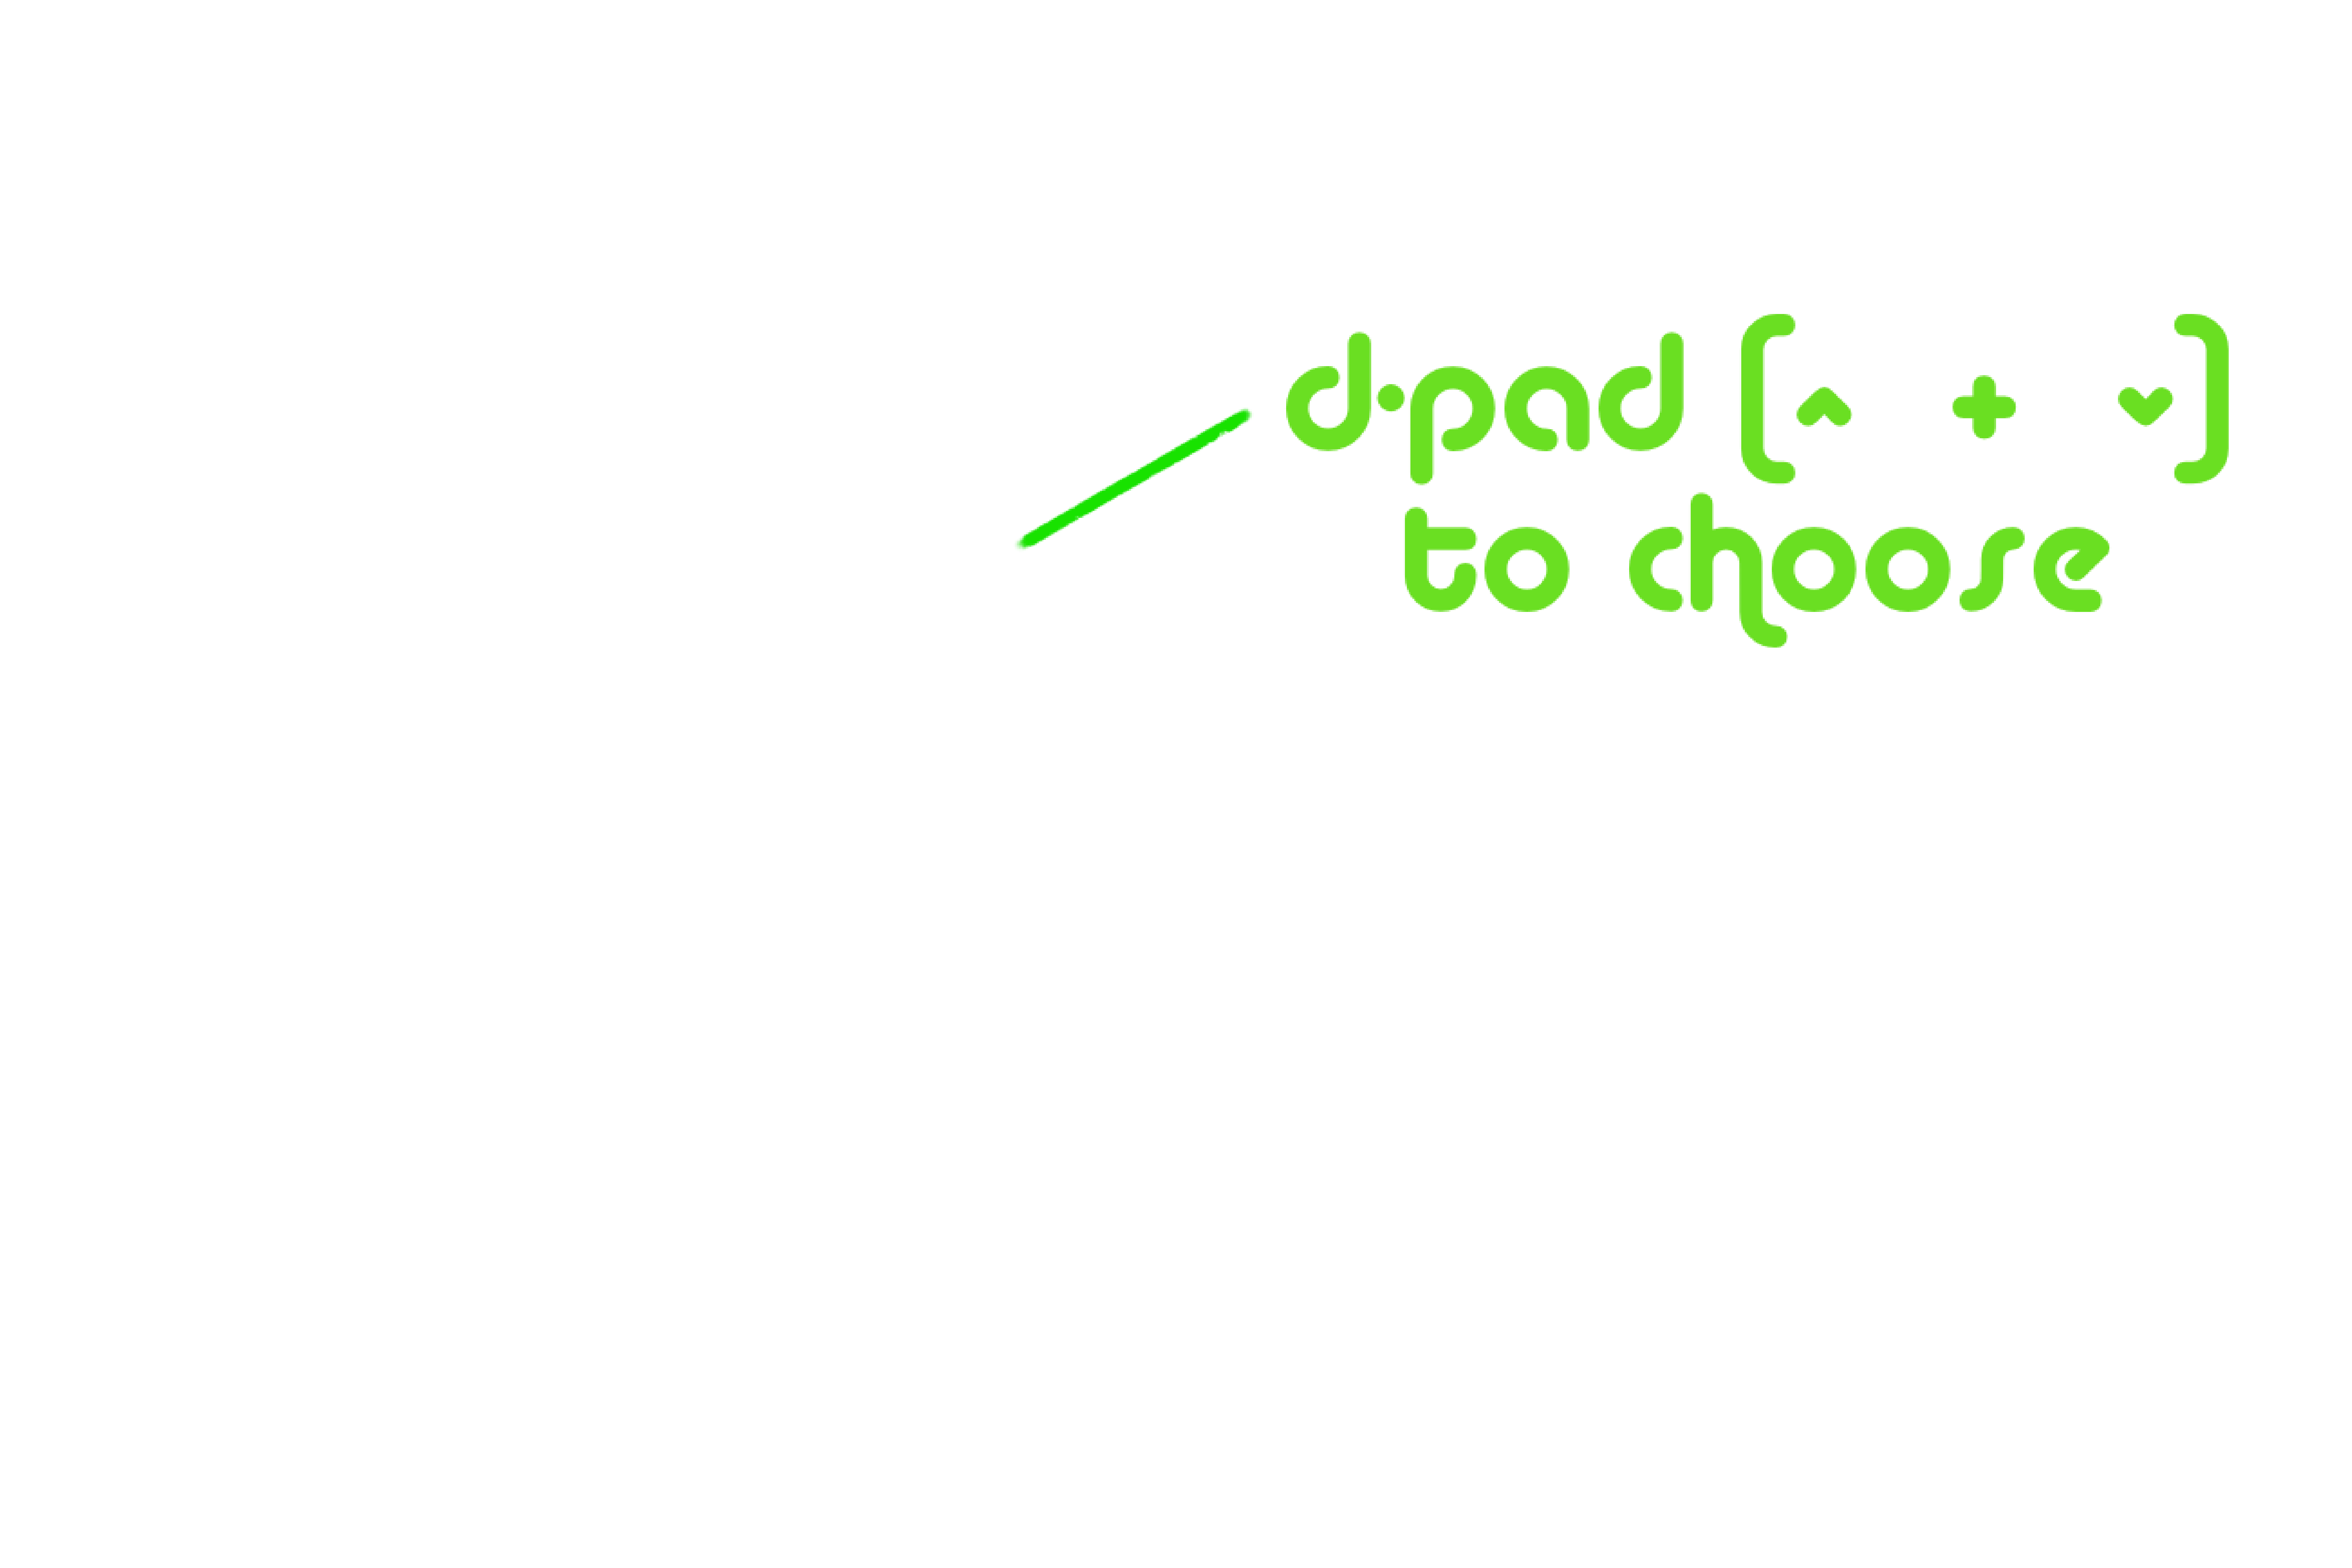 d·pad [^ + v]
to choose